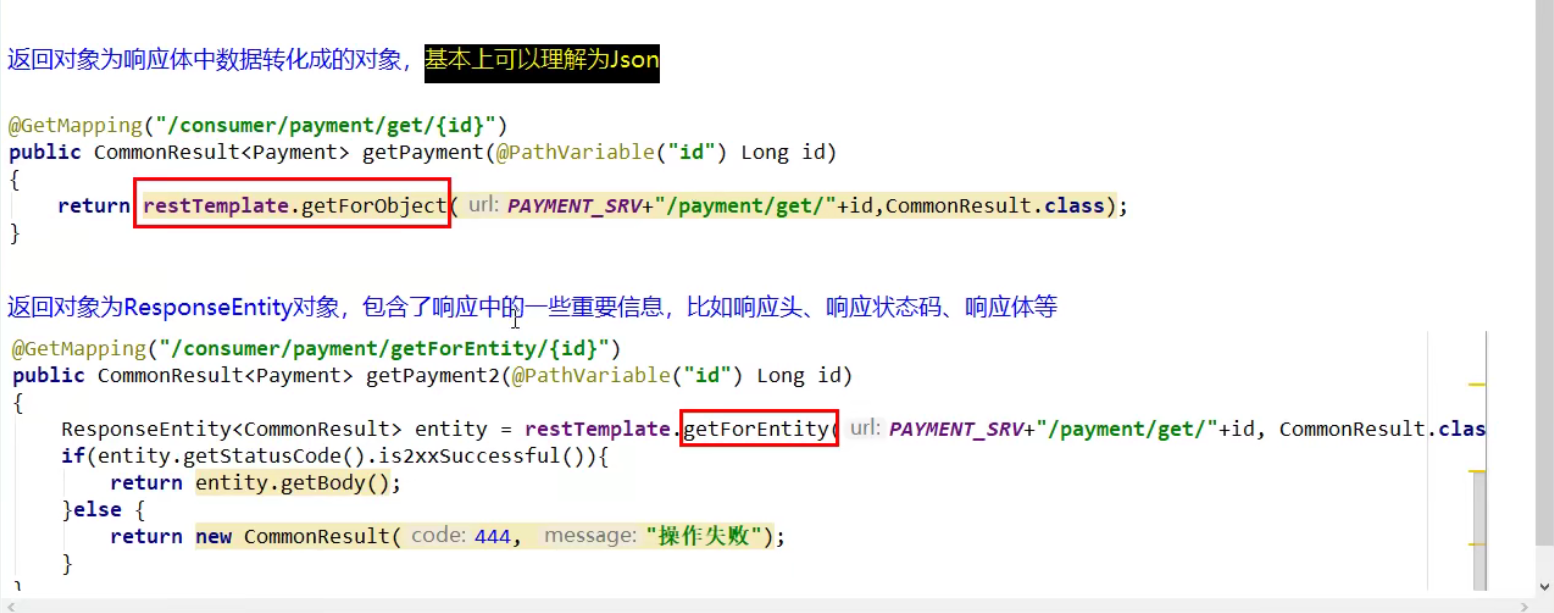 返回对象为响应体中数据转化成的对象，基本上可以理解为Json
@GetMapping("/consumer/payment/get/{id}")
public CommonResult<Payment> getPayment(@PathVariable("id") Long id)
{
return restTemplate.getForObject( url: PAYMENT_SRV+"/payment/get/"+id,CommonResult.class);
}
返回对象为ResponseEntity对象，包含了响应中的一些重要信息，比如响应头、响应状态码、响应体等
@GetMapping("/consumer/payment/getForEntity/{id}")
public CommonResult<Payment> getPayment2(@PathVariable("id") Long id)
{
ResponseEntity<CommonResult> entity = restTemplate.getForEntity( url: PAYMENT_SRV+"/payment/get/"+id, CommonResult.clas
if(entity.getStatusCode().is2xxSuccessful()){
return entity.getBody();
}else {
return new CommonResult( code: 444, message: "操作失败");
}
}